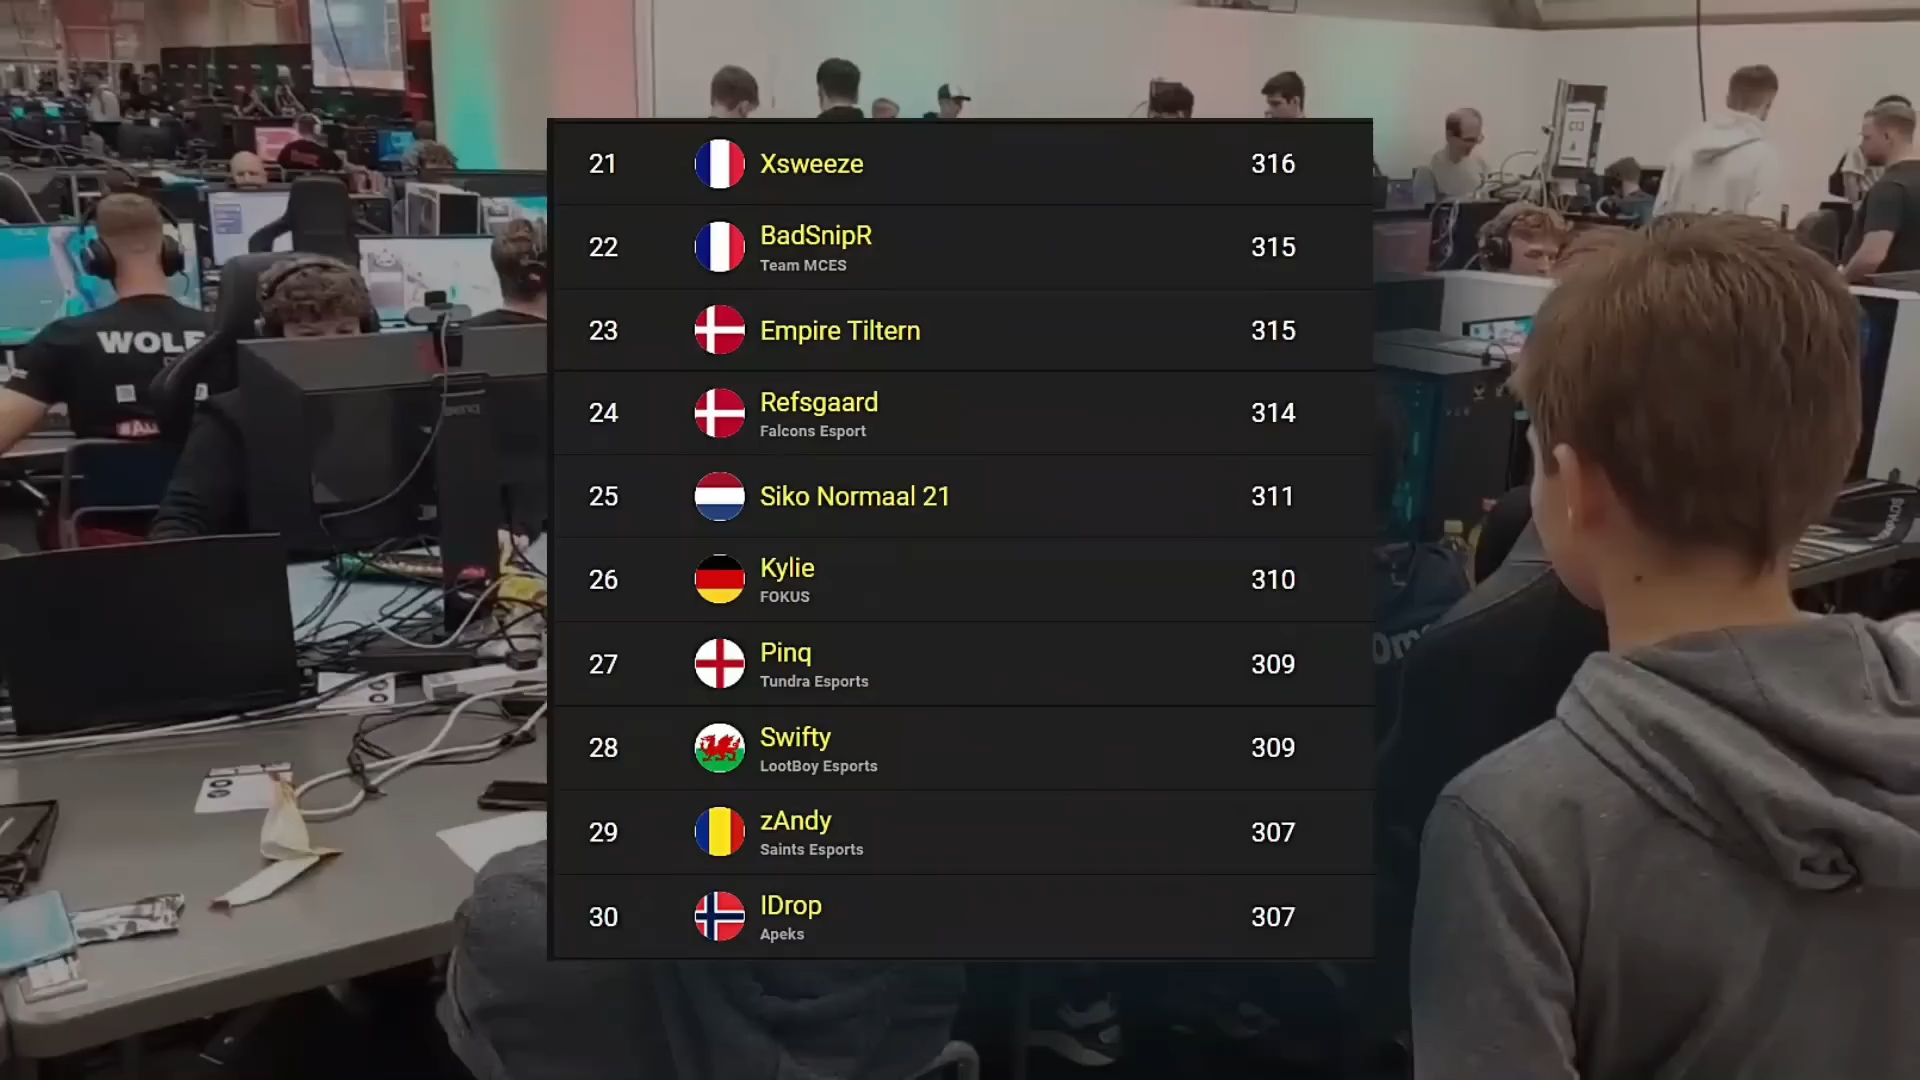 21 Xsweeze 316
22 BadSnipR 315
Team MCES
23 Empire Tiltern 315
24 Refsgaard 314
Falcons Esport
25 Siko Normaal 21 311
26 Kylie 310
FOKUS
27 Pinq 309
Tundra Esports
28 Swifty 309
LootBoy Esports
29 zAndy 307
Saints Esports
30 IDrop 307
Apeks
WOLF